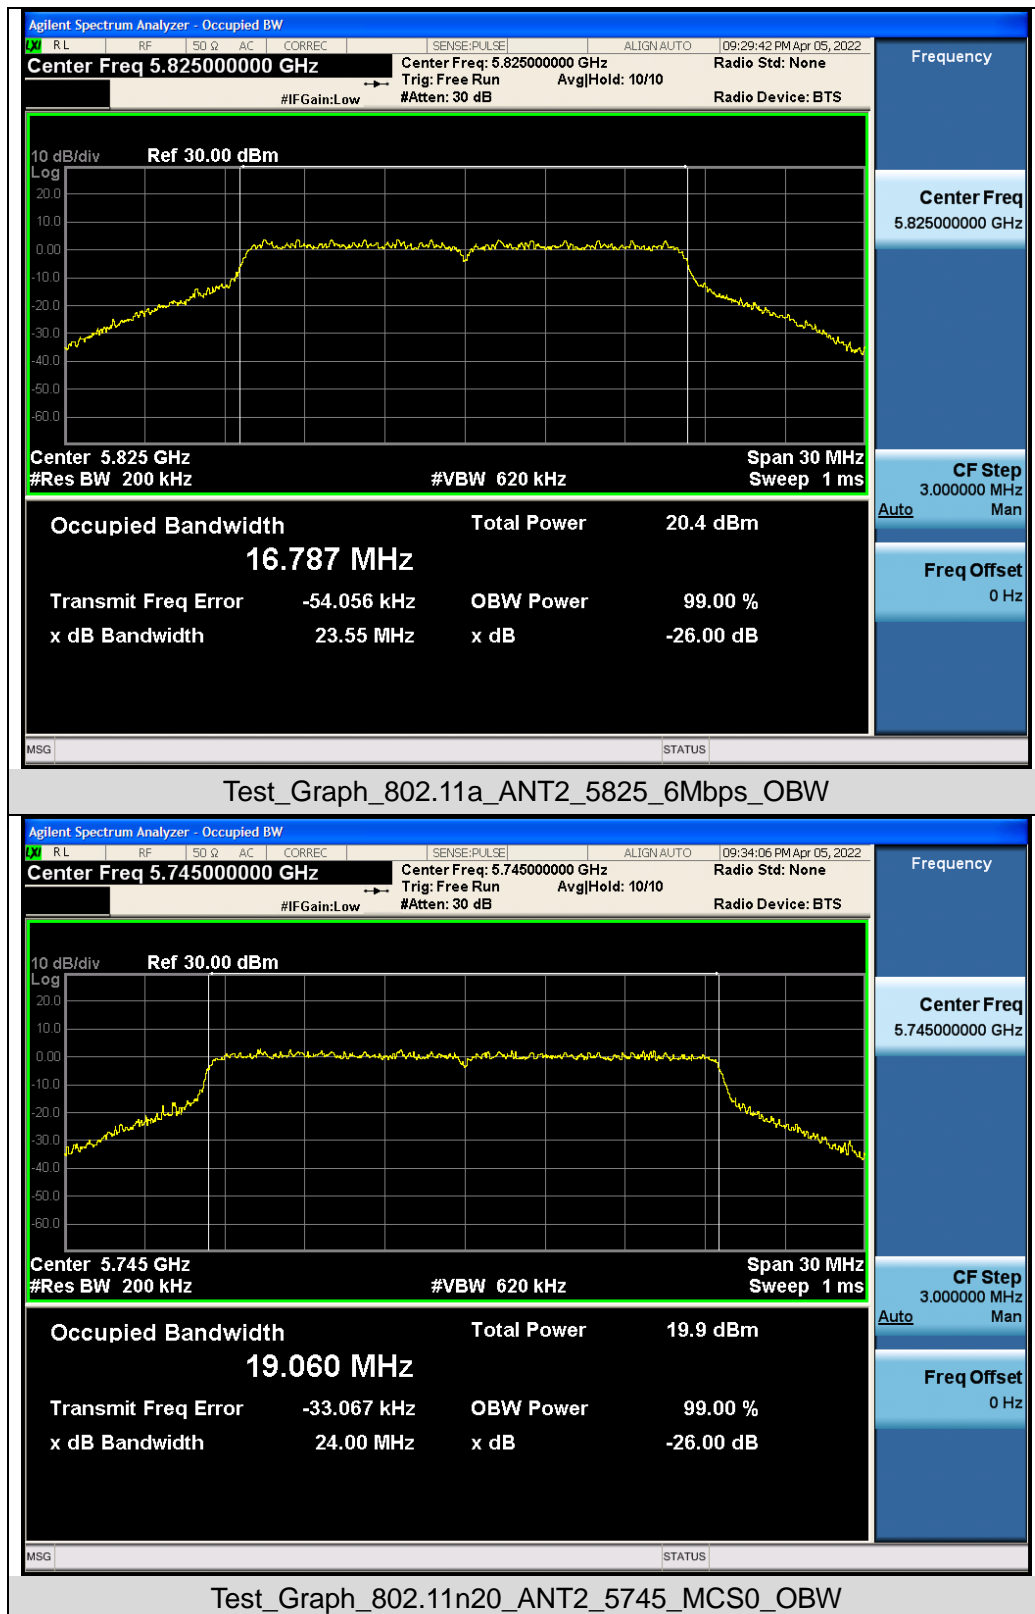 Agilent Spectrum Analyzer - Occupied BW
LXI RL RF 50 Ω AC CORREC SENSE:PULSE ALIGN AUTO 09:29:42 PM Apr 05, 2022
Center Freq 5.825000000 GHz Center Freq: 5.825000000 GHz Radio Std: None
Trig: Free Run Avg|Hold: 10/10
#IFGain:Low #Atten: 30 dB Radio Device: BTS
Frequency
10 dB/div Ref 30.00 dBm
Log
20.0
10.0
0.00
-10.0
-20.0
-30.0
-40.0
-50.0
-60.0
Center 5.825 GHz Span 30 MHz
#Res BW 200 kHz #VBW 620 kHz Sweep 1 ms
Center Freq
5.825000000 GHz
CF Step
3.000000 MHz
Auto Man
Freq Offset
0 Hz
Occupied Bandwidth Total Power 20.4 dBm
16.787 MHz
Transmit Freq Error -54.056 kHz OBW Power 99.00 %
x dB Bandwidth 23.55 MHz x dB -26.00 dB
MSG STATUS
Test_Graph_802.11a_ANT2_5825_6Mbps_OBW
Agilent Spectrum Analyzer - Occupied BW
LXI RL RF 50 Ω AC CORREC SENSE:PULSE ALIGN AUTO 09:34:06 PM Apr 05, 2022
Center Freq 5.745000000 GHz Center Freq: 5.745000000 GHz Radio Std: None
Trig: Free Run Avg|Hold: 10/10
#IFGain:Low #Atten: 30 dB Radio Device: BTS
Frequency
10 dB/div Ref 30.00 dBm
Log
20.0
10.0
0.00
-10.0
-20.0
-30.0
-40.0
-50.0
-60.0
Center 5.745 GHz Span 30 MHz
#Res BW 200 kHz #VBW 620 kHz Sweep 1 ms
Center Freq
5.745000000 GHz
CF Step
3.000000 MHz
Auto Man
Freq Offset
0 Hz
Occupied Bandwidth Total Power 19.9 dBm
19.060 MHz
Transmit Freq Error -33.067 kHz OBW Power 99.00 %
x dB Bandwidth 24.00 MHz x dB -26.00 dB
MSG STATUS
Test_Graph_802.11n20_ANT2_5745_MCS0_OBW